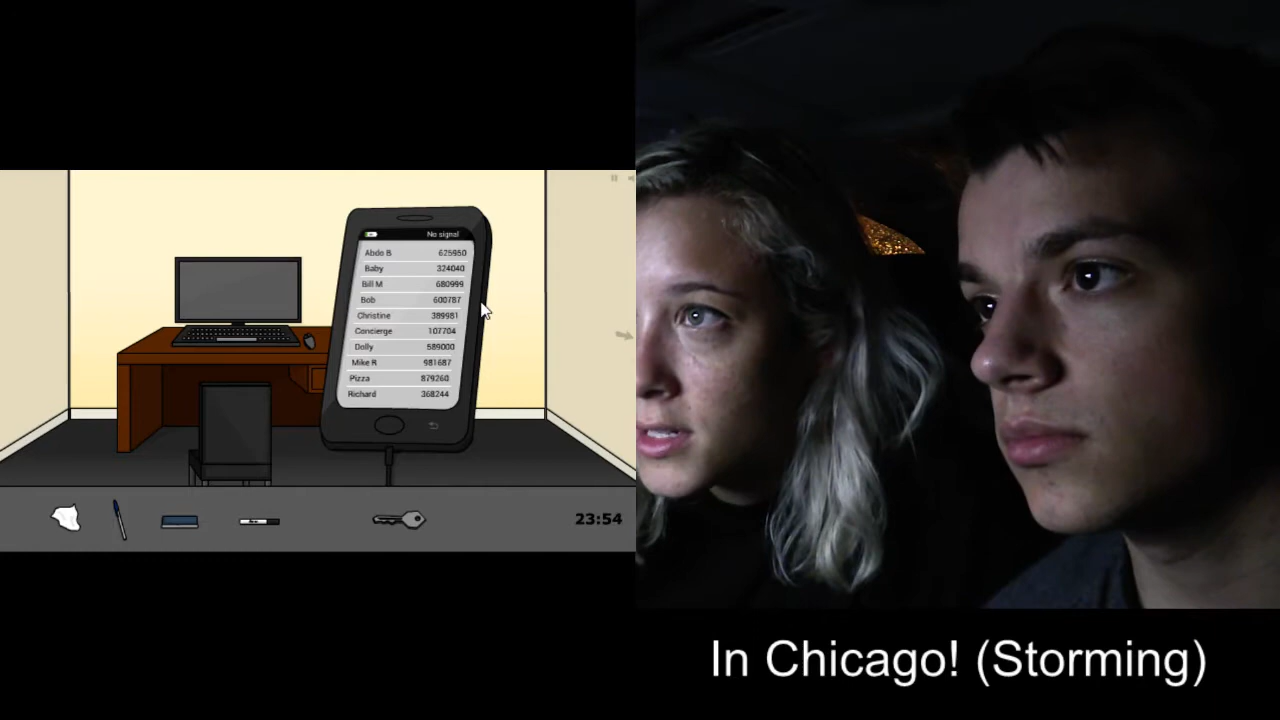 No signal
Abdo B 625950
Baby 324040
Bill M 680999
Bob 600787
Christine 389981
Concierge 107704
Dolly 589000
Mike R 981687
Pizza 879260
Richard 368244
23:54
In Chicago! (Storming)